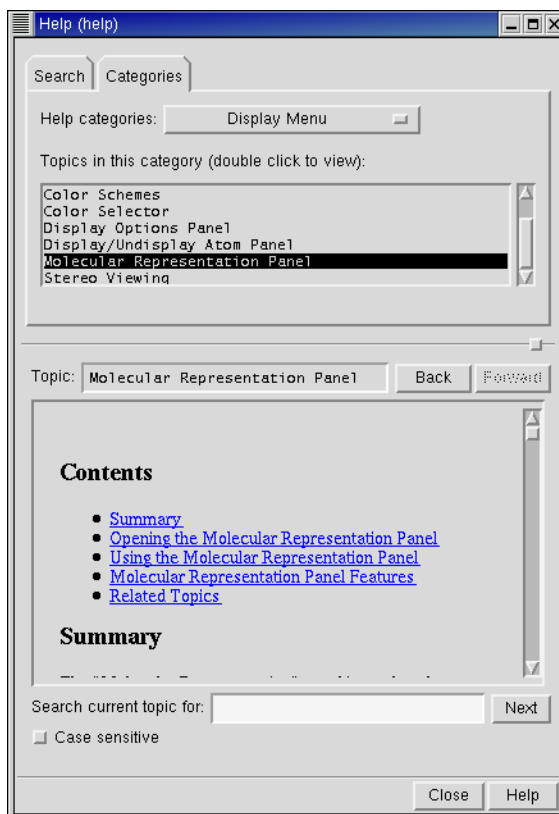 Help (help)
Search Categories
Help categories: Display Menu
Topics in this category (double click to view):
Color Schemes
Color Selector
Display Options Panel
Display/Undisplay Atom Panel
Molecular Representation Panel
Stereo Viewing
Topic: Molecular Representation Panel Back Forward
Contents
Summary
Opening the Molecular Representation Panel
Using the Molecular Representation Panel
Molecular Representation Panel Features
Related Topics
Summary
Search current topic for: Next
Case sensitive
Close Help